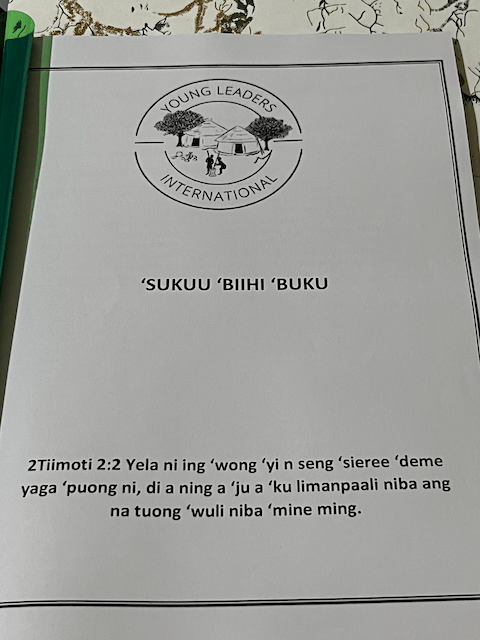 YOUNG LEADERS
INTERNATIONAL
‘SUKUU ‘BIIHI ‘BUKU
2Tiimoti 2:2 Yela ni ing ‘wong ‘yi n seng ‘sieree ‘deme
yaga ‘puong ni, di a ning a ‘ju a ‘ku limanpaali niba ang
na tuong ‘wuli niba ‘mine ming.